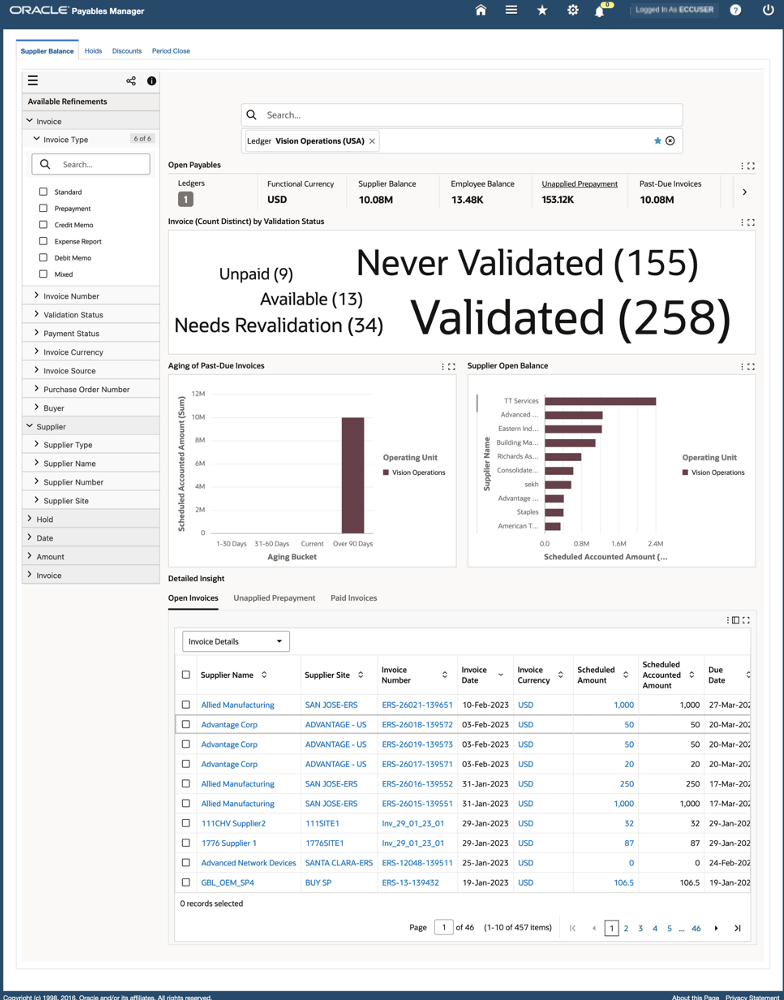 ORACLE Payables Manager
0
Logged In As ECCUSER
?
Supplier Balance Holds Discounts Period Close
Available Refinements
Invoice
Invoice Type 6 of 6
Search...
Standard
Prepayment
Credit Memo
Expense Report
Debit Memo
Mixed
Invoice Number
Validation Status
Payment Status
Invoice Currency
Invoice Source
Purchase Order Number
Buyer
Supplier
Supplier Type
Supplier Name
Supplier Number
Supplier Site
Hold
Date
Amount
Invoice
Search...
Ledger Vision Operations (USA)
Open Payables
Ledgers Functional Currency Supplier Balance Employee Balance Unapplied Prepayment Past-Due Invoices
1 USD 10.08M 13.48K 153.12K 10.08M
Invoice (Count Distinct) by Validation Status
Unpaid (9)
Never Validated (155)
Available (13)
Needs Revalidation (34)
Validated (258)
Aging of Past-Due Invoices
Scheduled Accounted Amount (Sum)
12M
10M
8M
6M
4M
2M
0
1-30 Days 31-60 Days Current Over 90 Days
Aging Bucket
Operating Unit
Vision Operations
Supplier Open Balance
Supplier Name
TT Services
Advanced ...
Eastern Ind...
Building Ma...
Richards As...
Consolidate...
sekh
Advantage ...
Staples
American T...
0.0 0.8M 1.6M 2.4M
Scheduled Accounted Amount (...
Operating Unit
Vision Operations
Detailed Insight
Open Invoices Unapplied Prepayment Paid Invoices
Invoice Details
Supplier Name Supplier Site Invoice Number Invoice Date Invoice Currency Scheduled Amount Scheduled Accounted Amount Due Date
Allied Manufacturing SAN JOSE-ERS ERS-26021-139651 10-Feb-2023 USD 1,000 1,000 27-Mar-202
Advantage Corp ADVANTAGE - US ERS-26018-139572 03-Feb-2023 USD 50 50 20-Mar-202
Advantage Corp ADVANTAGE - US ERS-26019-139573 03-Feb-2023 USD 50 50 20-Mar-202
Advantage Corp ADVANTAGE - US ERS-26017-139571 03-Feb-2023 USD 20 20 20-Mar-202
Allied Manufacturing SAN JOSE-ERS ERS-26016-139552 31-Jan-2023 USD 250 250 17-Mar-202
Allied Manufacturing SAN JOSE-ERS ERS-26015-139551 31-Jan-2023 USD 1,000 1,000 17-Mar-202
111CHV Supplier2 111SITE1 Inv_29_01_23_01 29-Jan-2023 USD 32 32 29-Jan-202
1776 Supplier 1 1776SITE1 Inv_29_01_23_01 29-Jan-2023 USD 87 87 29-Jan-202
Advanced Network Devices SANTA CLARA-ERS ERS-12048-139511 25-Jan-2023 USD 0 0 24-Feb-202
GBL_OEM_SP4 BUY SP ERS-13-139432 19-Jan-2023 USD 106.5 106.5 19-Jan-202
0 records selected
Page 1 of 46 (1-10 of 457 items) 1 2 3 4 5 ... 46
Copyright (c) 1998, 2016, Oracle and/or its affiliates. All rights reserved. About this Page Privacy Statement